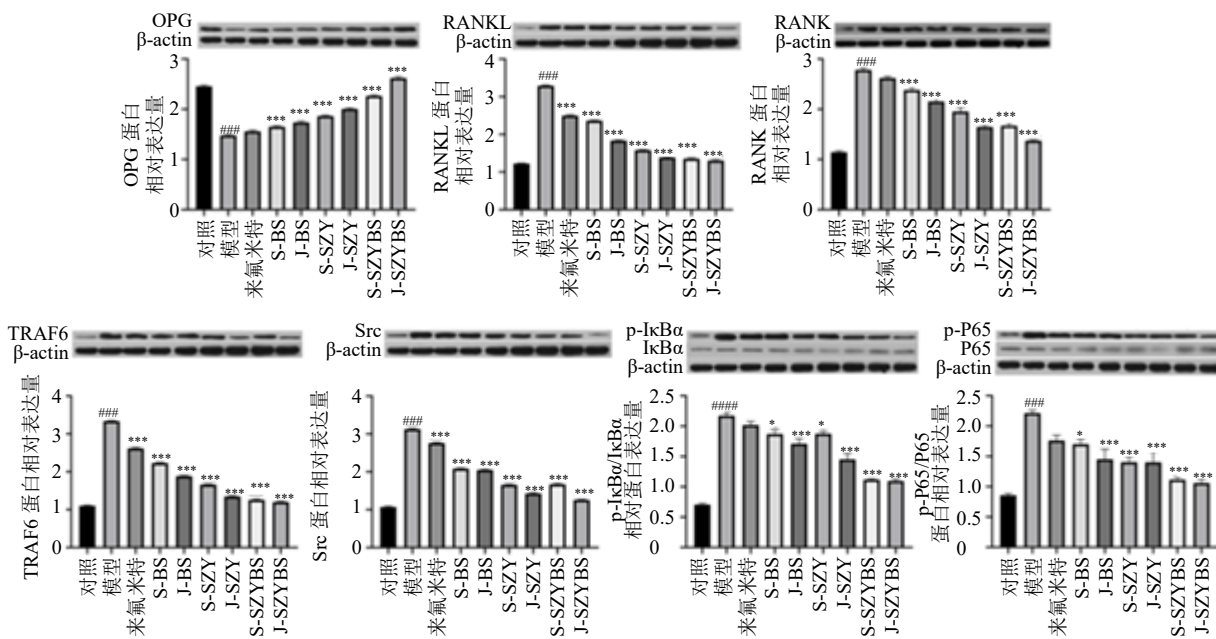 OPG
β-actin
3
2
1
0
OPG 蛋白
相对表达量
###
***
***
***
***
***
***
对照
模型
来氟米特
S-BS
J-BS
S-SZY
J-SZY
S-SZYBS
J-SZYBS
RANKL
β-actin
4
3
2
1
0
RANKL 蛋白
相对表达量
###
***
***
***
***
***
***
***
对照
模型
来氟米特
S-BS
J-BS
S-SZY
J-SZY
S-SZYBS
J-SZYBS
RANK
β-actin
3
2
1
0
RANK 蛋白
相对表达量
###
***
***
***
***
***
***
对照
模型
来氟米特
S-BS
J-BS
S-SZY
J-SZY
S-SZYBS
J-SZYBS
TRAF6
β-actin
4
3
2
1
0
TRAF6 蛋白相对表达量
###
***
***
***
***
***
***
***
对照
模型
来氟米特
S-BS
J-BS
S-SZY
J-SZY
S-SZYBS
J-SZYBS
Src
β-actin
4
3
2
1
0
Src 蛋白相对表达量
###
***
***
***
***
***
***
***
对照
模型
来氟米特
S-BS
J-BS
S-SZY
J-SZY
S-SZYBS
J-SZYBS
p-IκBα
IκBα
β-actin
2.5
2.0
1.5
1.0
0.5
0
p-IκBα/IκBα
相对蛋白表达量
####
*
***
*
***
***
***
对照
模型
来氟米特
S-BS
J-BS
S-SZY
J-SZY
S-SZYBS
J-SZYBS
p-P65
P65
β-actin
2.5
2.0
1.5
1.0
0.5
0
p-P65/P65
蛋白相对表达量
###
*
***
***
***
***
***
对照
模型
来氟米特
S-BS
J-BS
S-SZY
J-SZY
S-SZYBS
J-SZYBS